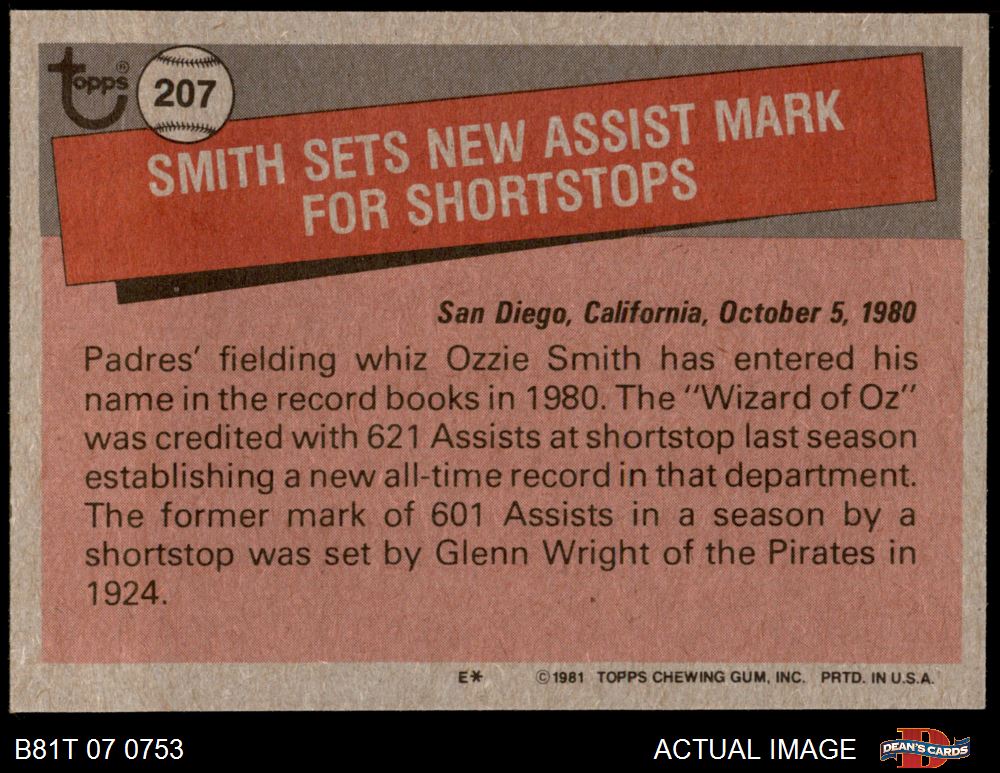 topps®
207
SMITH SETS NEW ASSIST MARK
FOR SHORTSTOPS
San Diego, California, October 5, 1980
Padres' fielding whiz Ozzie Smith has entered his
name in the record books in 1980. The "Wizard of Oz"
was credited with 621 Assists at shortstop last season
establishing a new all-time record in that department.
The former mark of 601 Assists in a season by a
shortstop was set by Glenn Wright of the Pirates in
1924.
E* ©1981 TOPPS CHEWING GUM, INC. PRTD. IN U.S.A.
B81T 07 0753 ACTUAL IMAGE DEAN'S CARDS